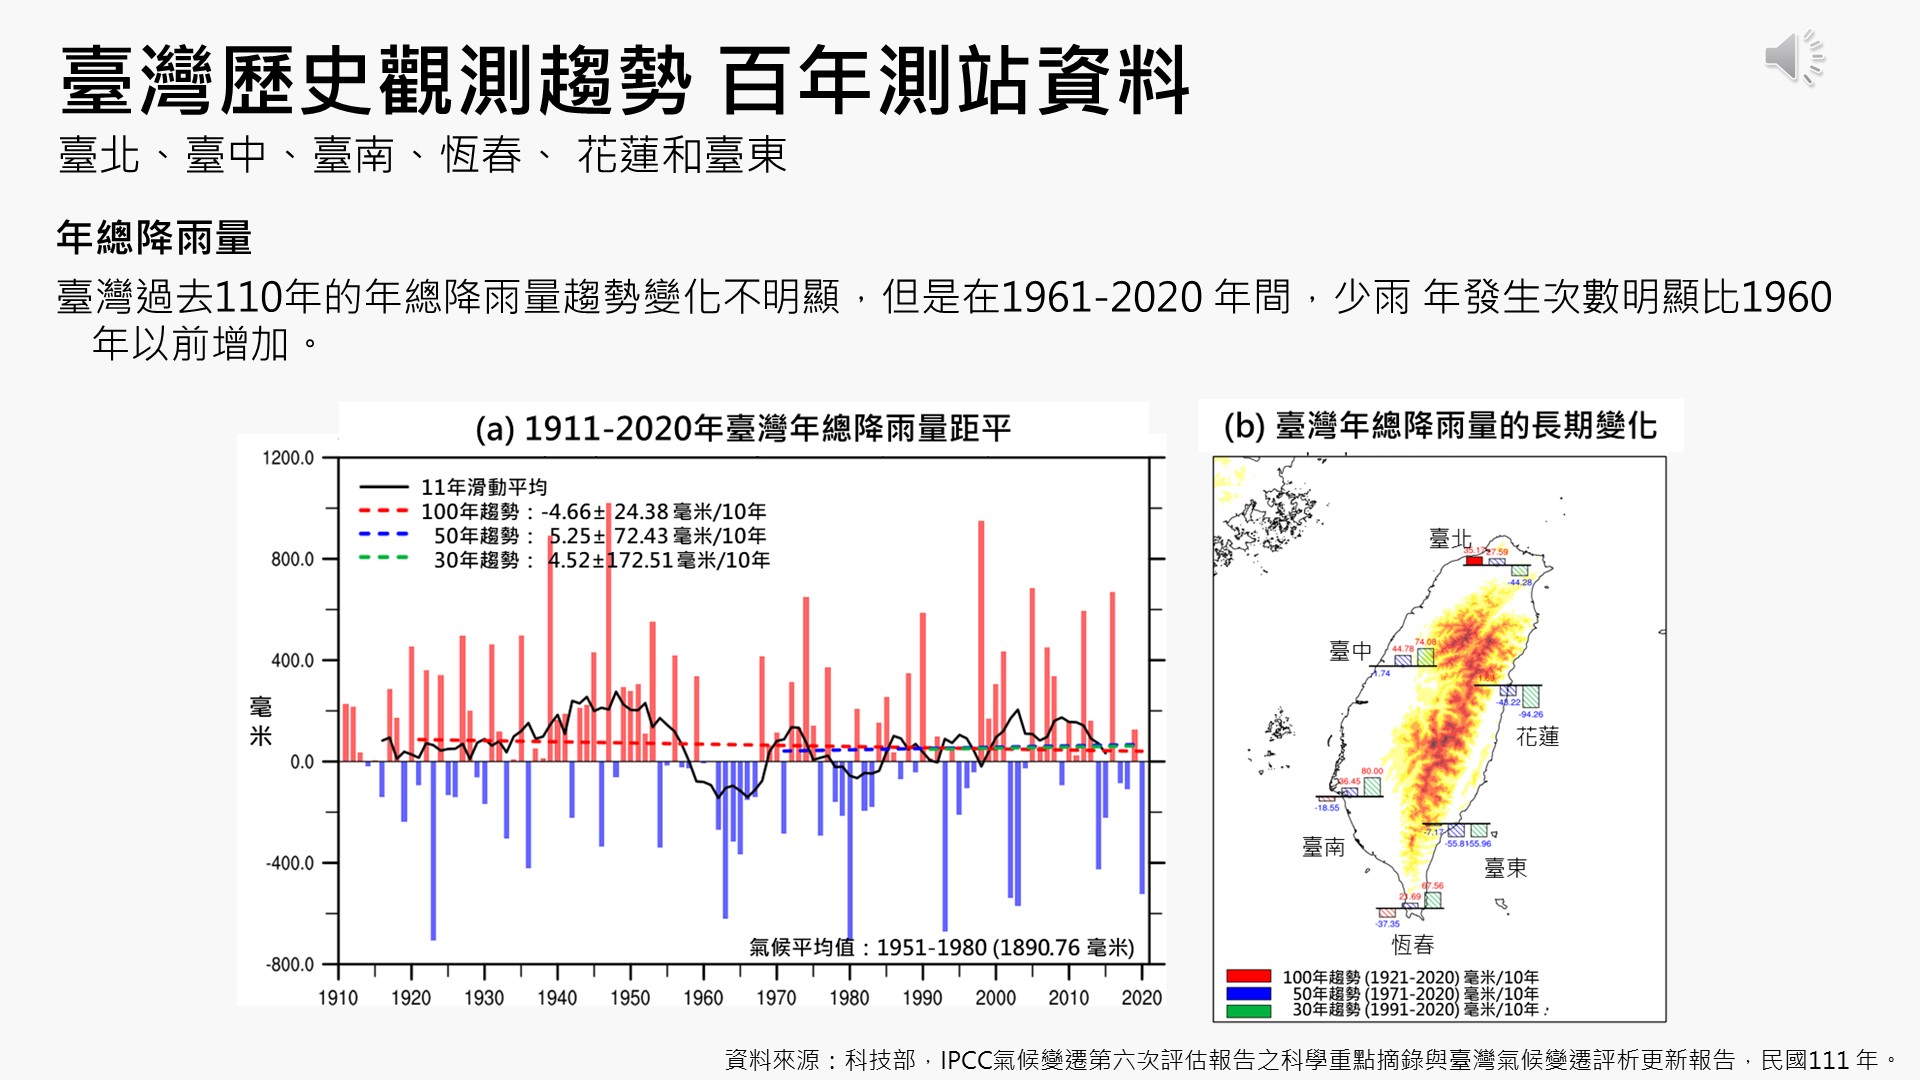 臺灣歷史觀測趨勢 百年測站資料
臺北、臺中、臺南、恆春、 花蓮和臺東
年總降雨量
臺灣過去110年的年總降雨量趨勢變化不明顯，但是在1961-2020 年間，少雨 年發生次數明顯比1960
年以前增加。
(a) 1911-2020年臺灣年總降雨量距平
1200.0
800.0
400.0
0.0
-400.0
-800.0
毫米
11年滑動平均
100年趨勢：-4.66± 24.38 毫米/10年
50年趨勢： 5.25± 72.43 毫米/10年
30年趨勢： 4.52±172.51 毫米/10年
氣候平均值：1951-1980 (1890.76 毫米)
1910 1920 1930 1940 1950 1960 1970 1980 1990 2000 2010 2020
(b) 臺灣年總降雨量的長期變化
臺北
35.17 27.59
-44.28
臺中
44.78 74.08
-1.74
1.69
-43.22
-94.26
花蓮
36.45 80.00
-18.55
臺南
-7.17
-55.81 -55.96
臺東
21.69 67.56
-37.35
恆春
100年趨勢 (1921-2020) 毫米/10年
50年趨勢 (1971-2020) 毫米/10年
30年趨勢 (1991-2020) 毫米/10年
資料來源：科技部，IPCC氣候變遷第六次評估報告之科學重點摘錄與臺灣氣候變遷評析更新報告，民國111 年。